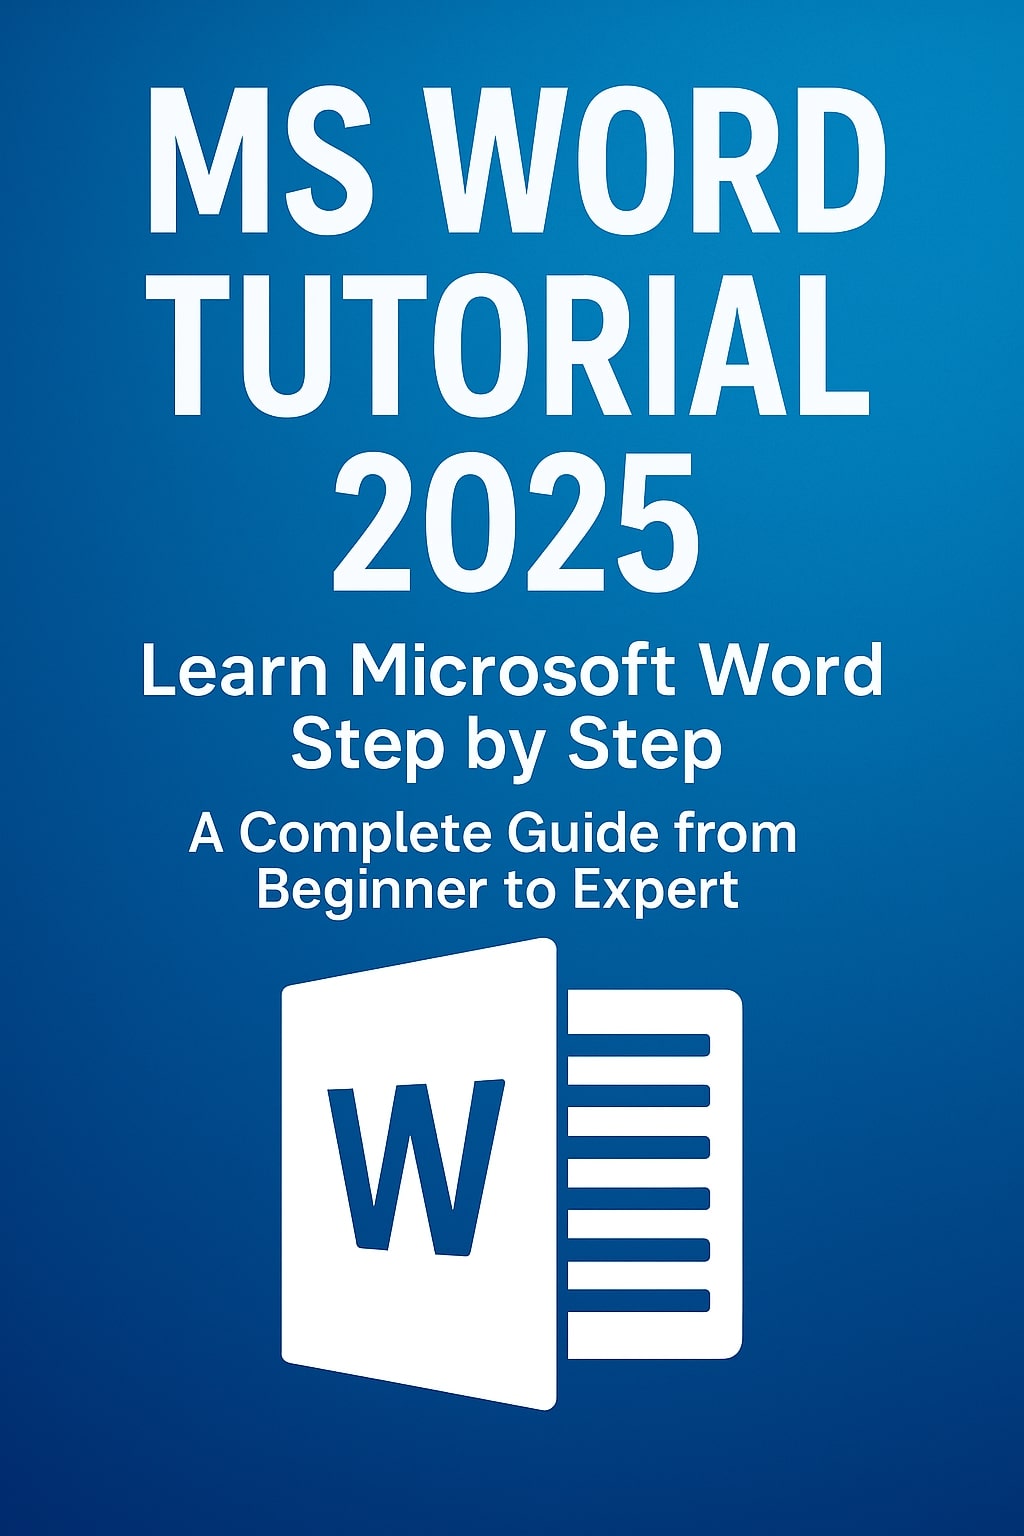 MS WORD
TUTORIAL
2025
Learn Microsoft Word
Step by Step
A Complete Guide from
Beginner to Expert
W